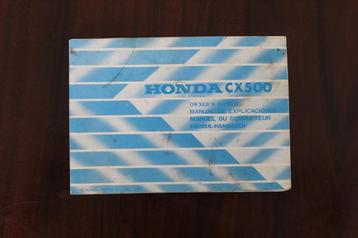 HONDA CX500
OWNER'S MANUAL
MANUAL DE EXPLICACIONES
MANUEL DU CONDUCTEUR
FAHRER-HANDBUCH